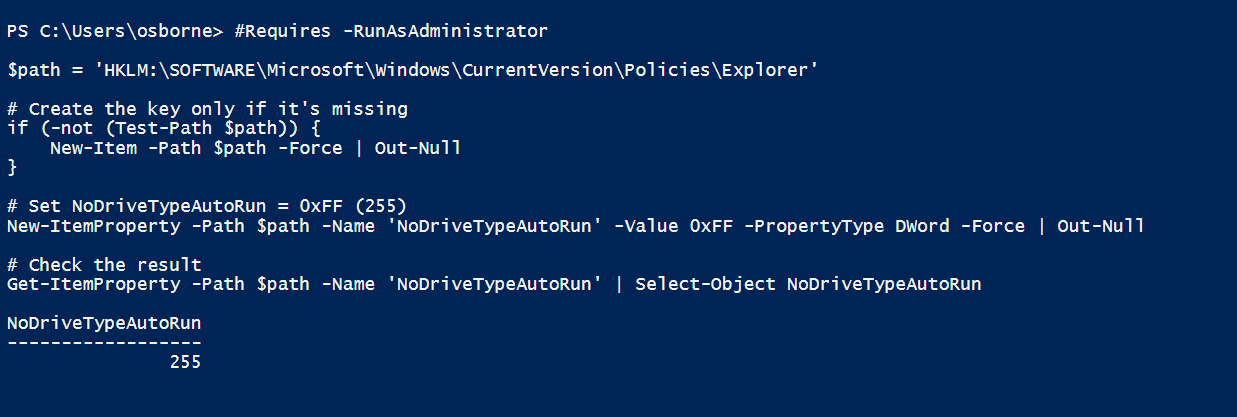 PS C:\Users\osborne> #Requires -RunAsAdministrator
$path = 'HKLM:\SOFTWARE\Microsoft\Windows\CurrentVersion\Policies\Explorer'
# Create the key only if it's missing
if (-not (Test-Path $path)) {
    New-Item -Path $path -Force | Out-Null
}
# Set NoDriveTypeAutoRun = 0xFF (255)
New-ItemProperty -Path $path -Name 'NoDriveTypeAutoRun' -Value 0xFF -PropertyType DWord -Force | Out-Null
# Check the result
Get-ItemProperty -Path $path -Name 'NoDriveTypeAutoRun' | Select-Object NoDriveTypeAutoRun
NoDriveTypeAutoRun
------------------
               255